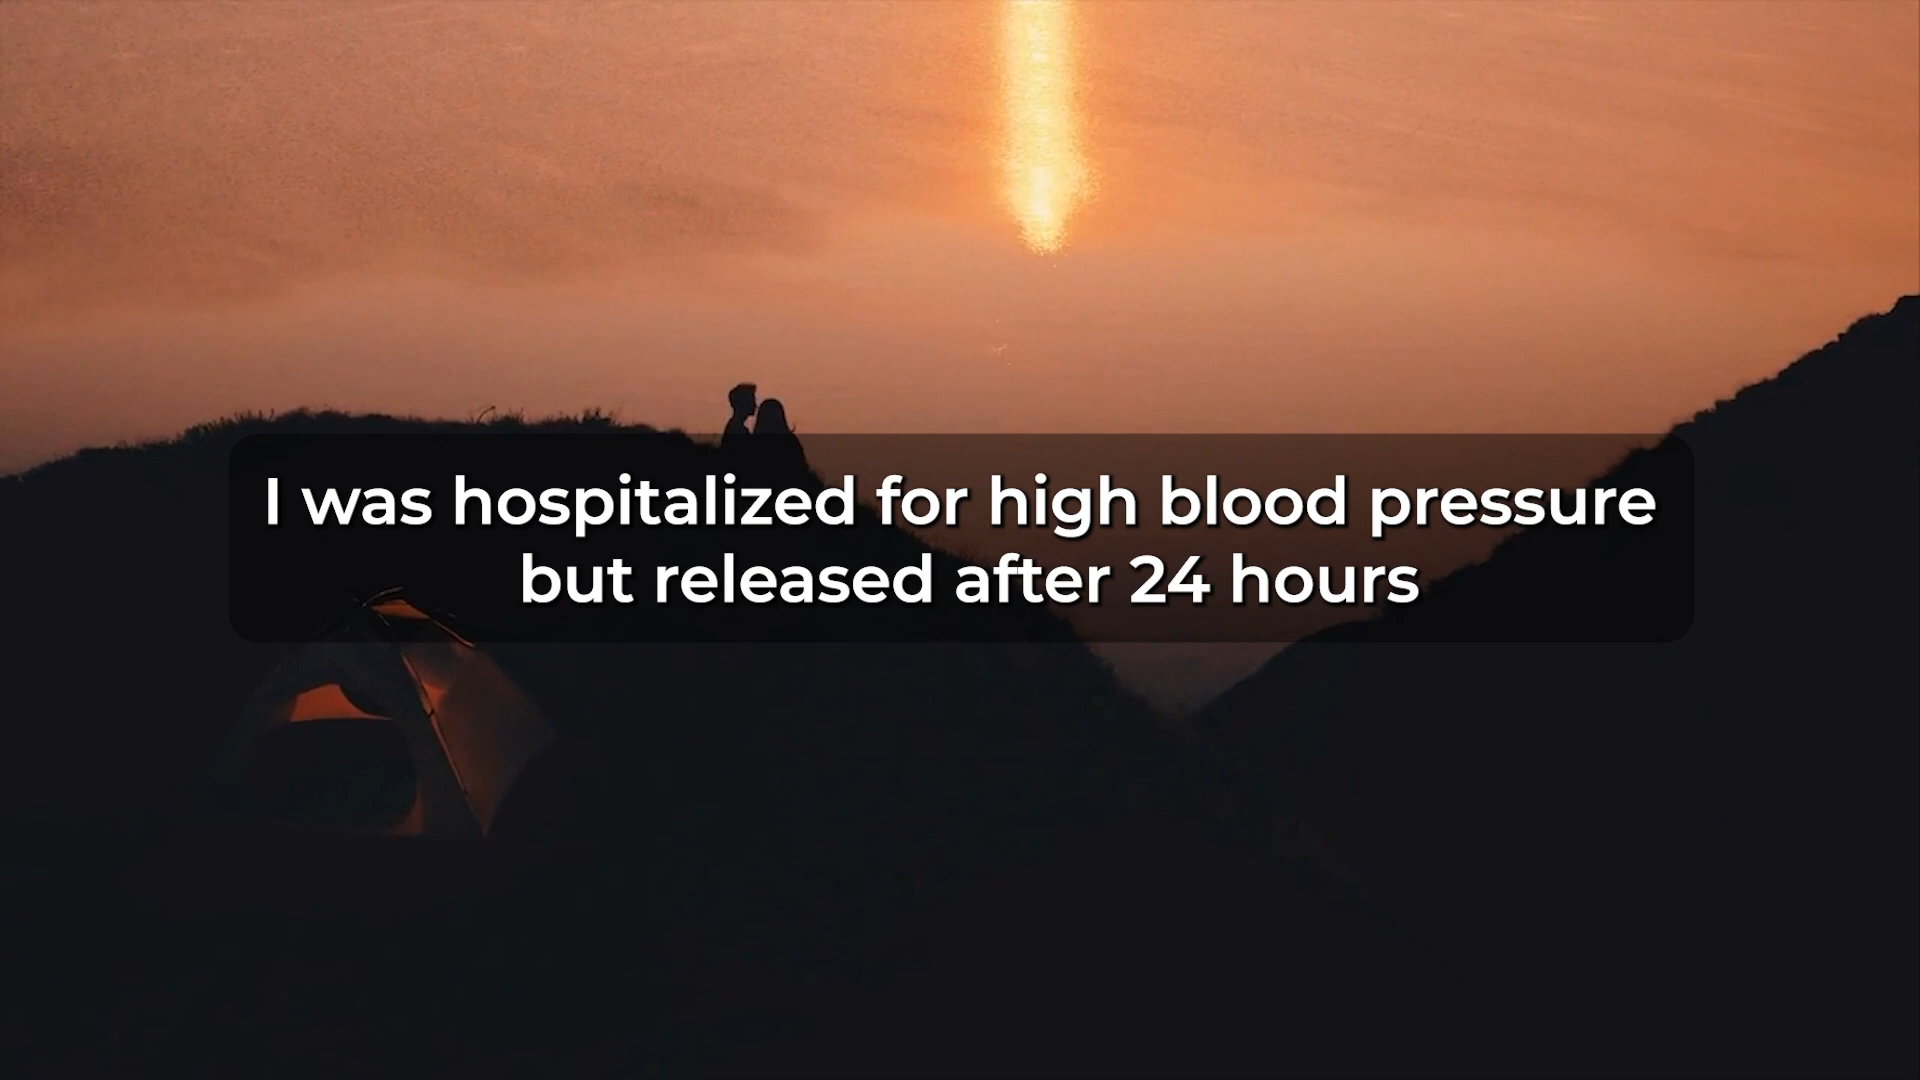 I was hospitalized for high blood pressure
but released after 24 hours